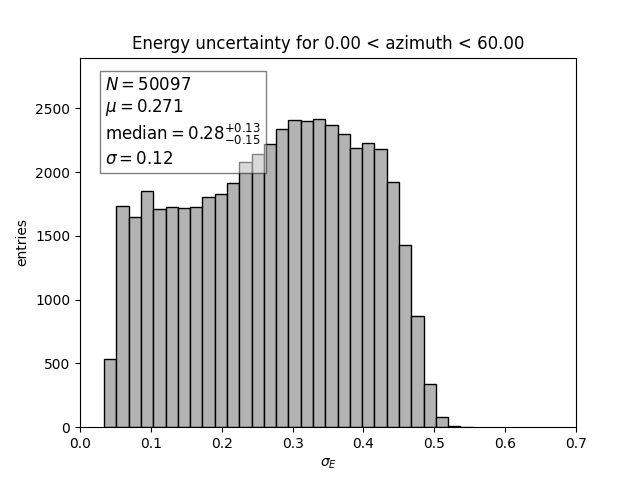 Energy uncertainty for 0.00 < azimuth < 60.00
N = 50097
μ = 0.271
median = 0.28^{+0.13}_{-0.15}
σ = 0.12
entries
2500
2000
1500
1000
500
0
0.0 0.1 0.2 0.3 0.4 0.5 0.6 0.7
σ_E